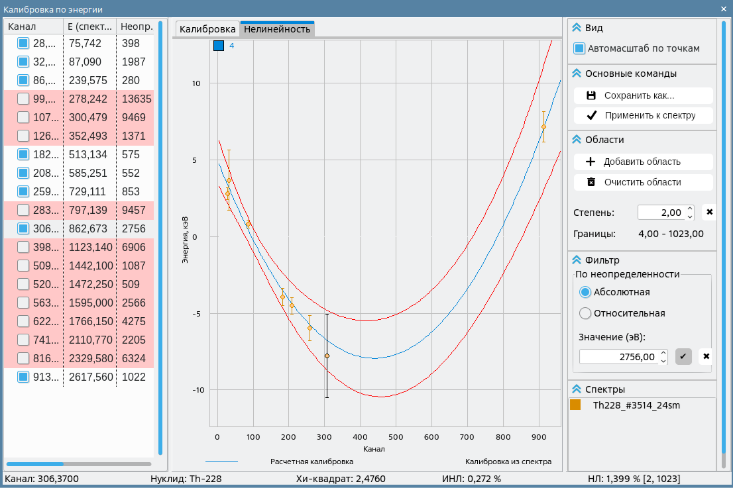 Калибровка по энергии
Канал E (спект... Неопр.
28,... 75,742 398
32,... 87,090 1987
86,... 239,575 280
99,... 278,242 13635
107... 300,479 9469
126... 352,493 1371
182... 513,134 575
208... 585,251 552
259... 729,111 853
283... 797,139 9457
306... 862,673 2756
398... 1123,140 6906
509... 1442,100 1087
520... 1472,250 509
563... 1595,000 2566
622... 1766,150 4275
741... 2110,770 2205
816... 2329,580 6324
913... 2617,560 1022
Калибровка Нелинейность
4
Энергия, кэВ
10
5
0
-5
-10
0 100 200 300 400 500 600 700 800 900
Канал
Расчетная калибровка Калибровка из спектра
Вид
Автомасштаб по точкам
Основные команды
Сохранить как...
Применить к спектру
Области
Добавить область
Очистить области
Степень: 2,00
Границы: 4,00 - 1023,00
Фильтр
По неопределенности
Абсолютная
Относительная
Значение (эВ):
2756,00
Спектры
Th228_#3514_24sm
Канал: 306,3700 Нуклид: Th-228 Хи-квадрат: 2,4760 ИНЛ: 0,272 % НЛ: 1,399 % [2, 1023]